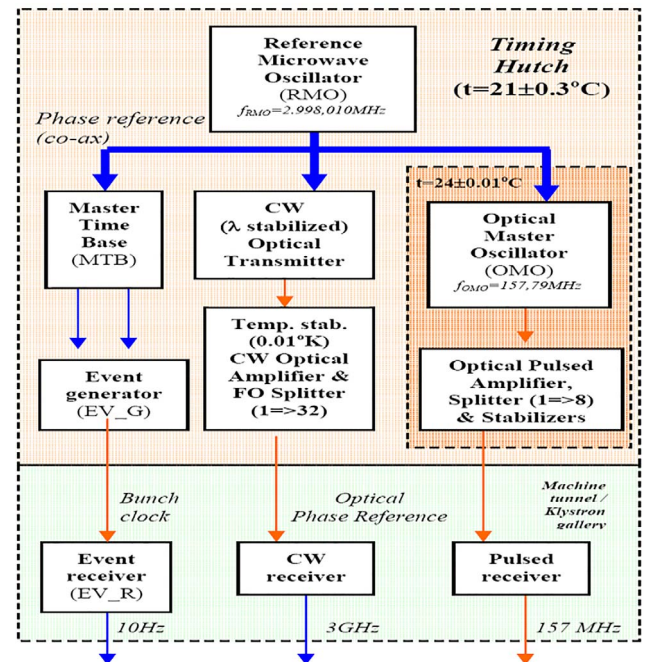 Reference
Microwave
Oscillator
(RMO)
f_RMO=2.998,010MHz
Timing
Hutch
(t=21±0.3°C)
Phase reference
(co-ax)
t=24±0.01°C
Master
Time
Base
(MTB)
CW
(λ stabilized)
Optical
Transmitter
Optical
Master
Oscillator
(OMO)
f_OMO=157,79MHz
Event
generator
(EV_G)
Temp. stab.
(0.01°K)
CW Optical
Amplifier &
FO Splitter
(1=>32)
Optical Pulsed
Amplifier,
Splitter (1=>8)
& Stabilizers
Bunch
clock
Optical
Phase Reference
Machine
tunnel /
Klystron
gallery
Event
receiver
(EV_R)
CW
receiver
Pulsed
receiver
10Hz
3GHz
157 MHz